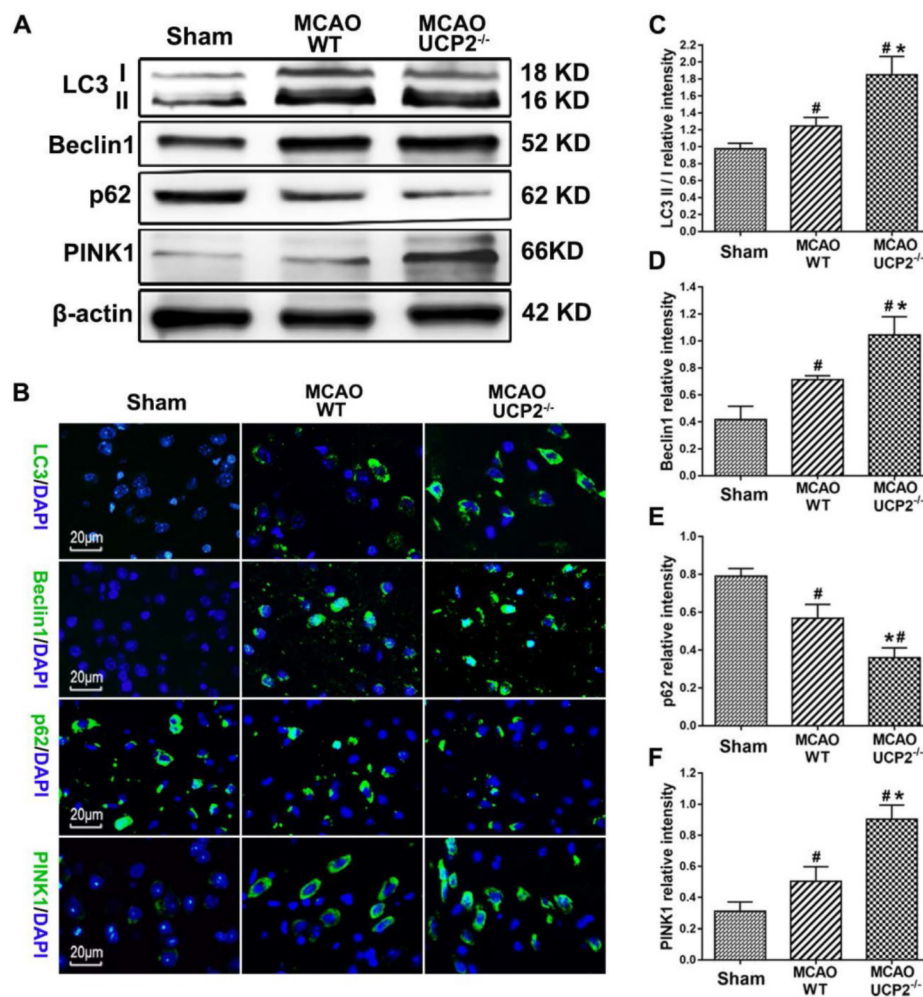 A
Sham
MCAO
WT
MCAO
UCP2-/-
LC3
I
II
18 KD
16 KD
Beclin1
52 KD
p62
62 KD
PINK1
66KD
β-actin
42 KD
B
Sham
MCAO
WT
MCAO
UCP2-/-
LC3/DAPI
20μm
Beclin1/DAPI
20μm
p62/DAPI
20μm
PINK1/DAPI
20μm
C
LC3 II / I relative intensity
2.2
2.0
1.8
1.6
1.4
1.2
1.0
0.8
0.6
0.4
0.2
0.0
#
# *
Sham
MCAO
WT
MCAO
UCP2-/-
D
Beclin1 relative intensity
1.4
1.2
1.0
0.8
0.6
0.4
0.2
0.0
#
# *
Sham
MCAO
WT
MCAO
UCP2-/-
E
p62 relative intensity
1.0
0.8
0.6
0.4
0.2
0.0
#
*#
Sham
MCAO
WT
MCAO
UCP2-/-
F
PINK1 relative intensity
1.2
1.0
0.8
0.6
0.4
0.2
0.0
#
# *
Sham
MCAO
WT
MCAO
UCP2-/-